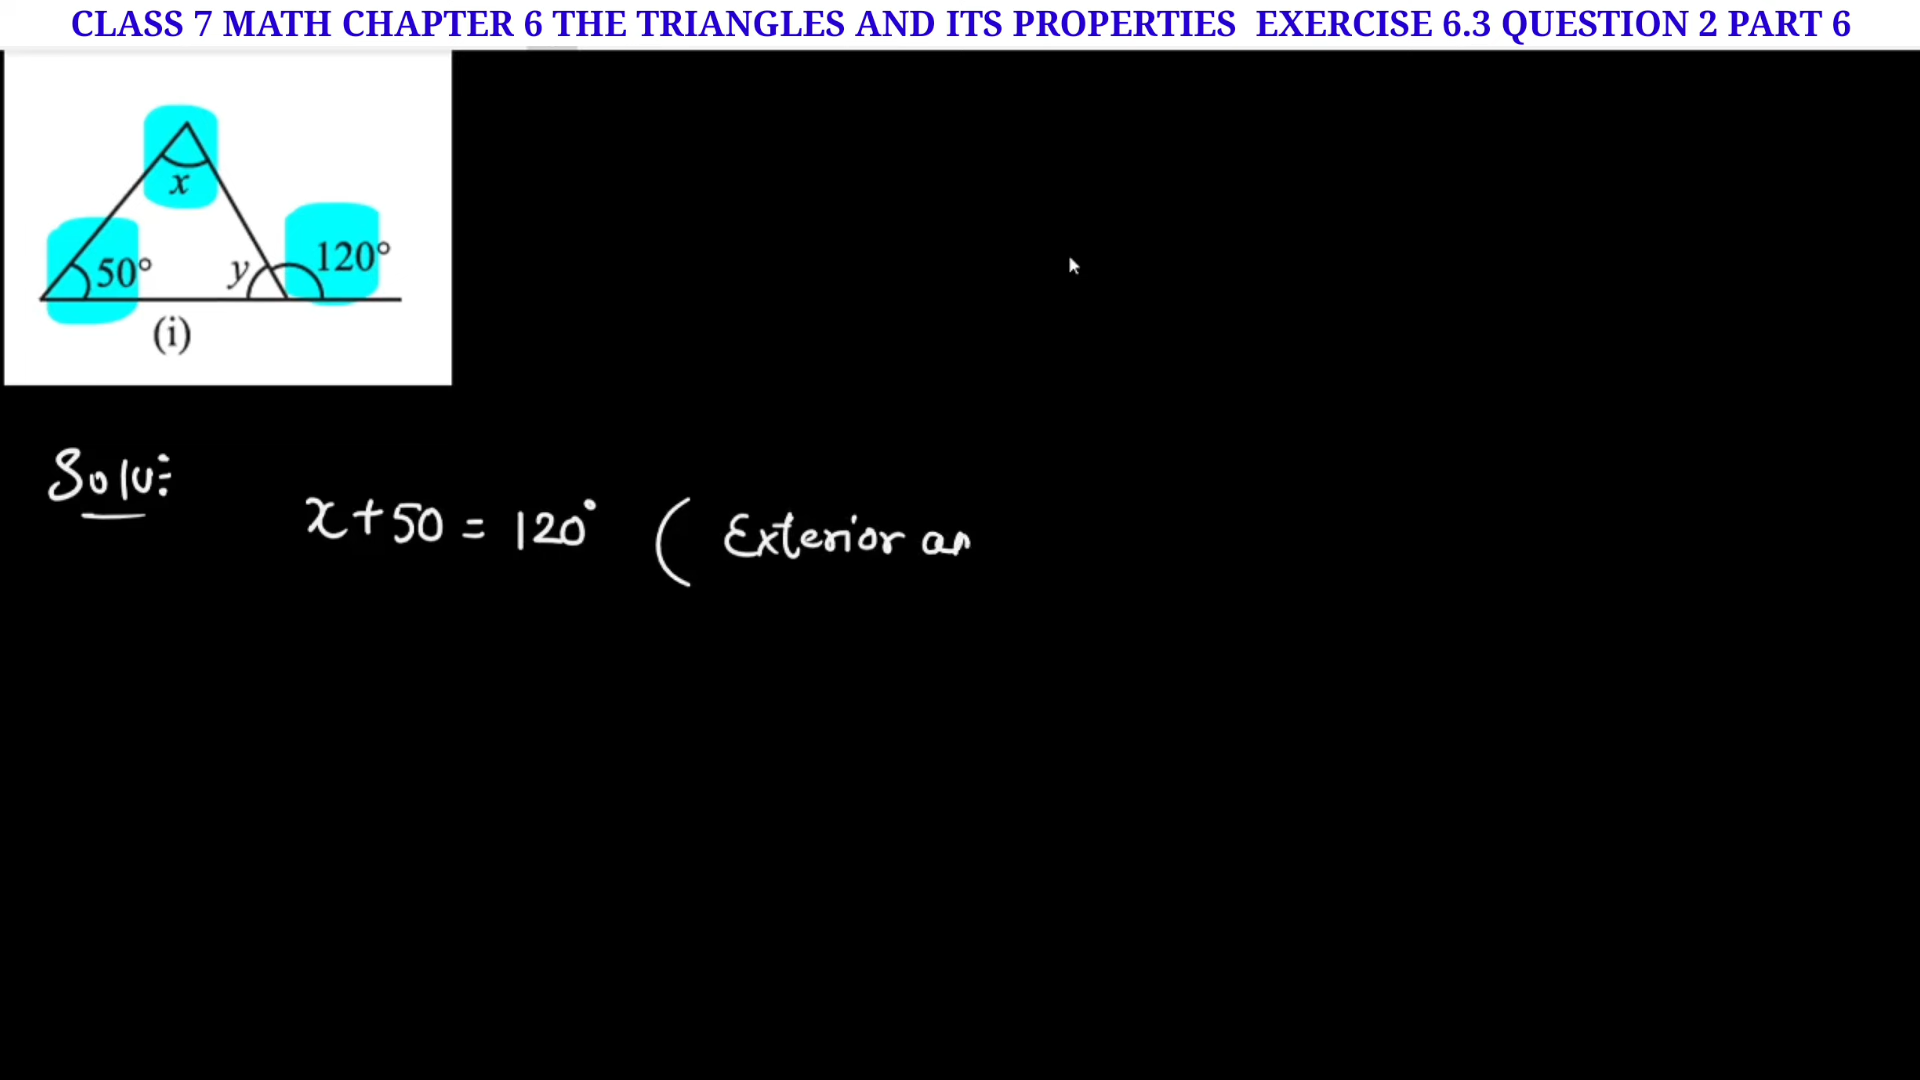 CLASS 7 MATH CHAPTER 6 THE TRIANGLES AND ITS PROPERTIES EXERCISE 6.3 QUESTION 2 PART 6
x
50°
y
120°
(i)
Solu:
x+50 = 120° ( Exterior an